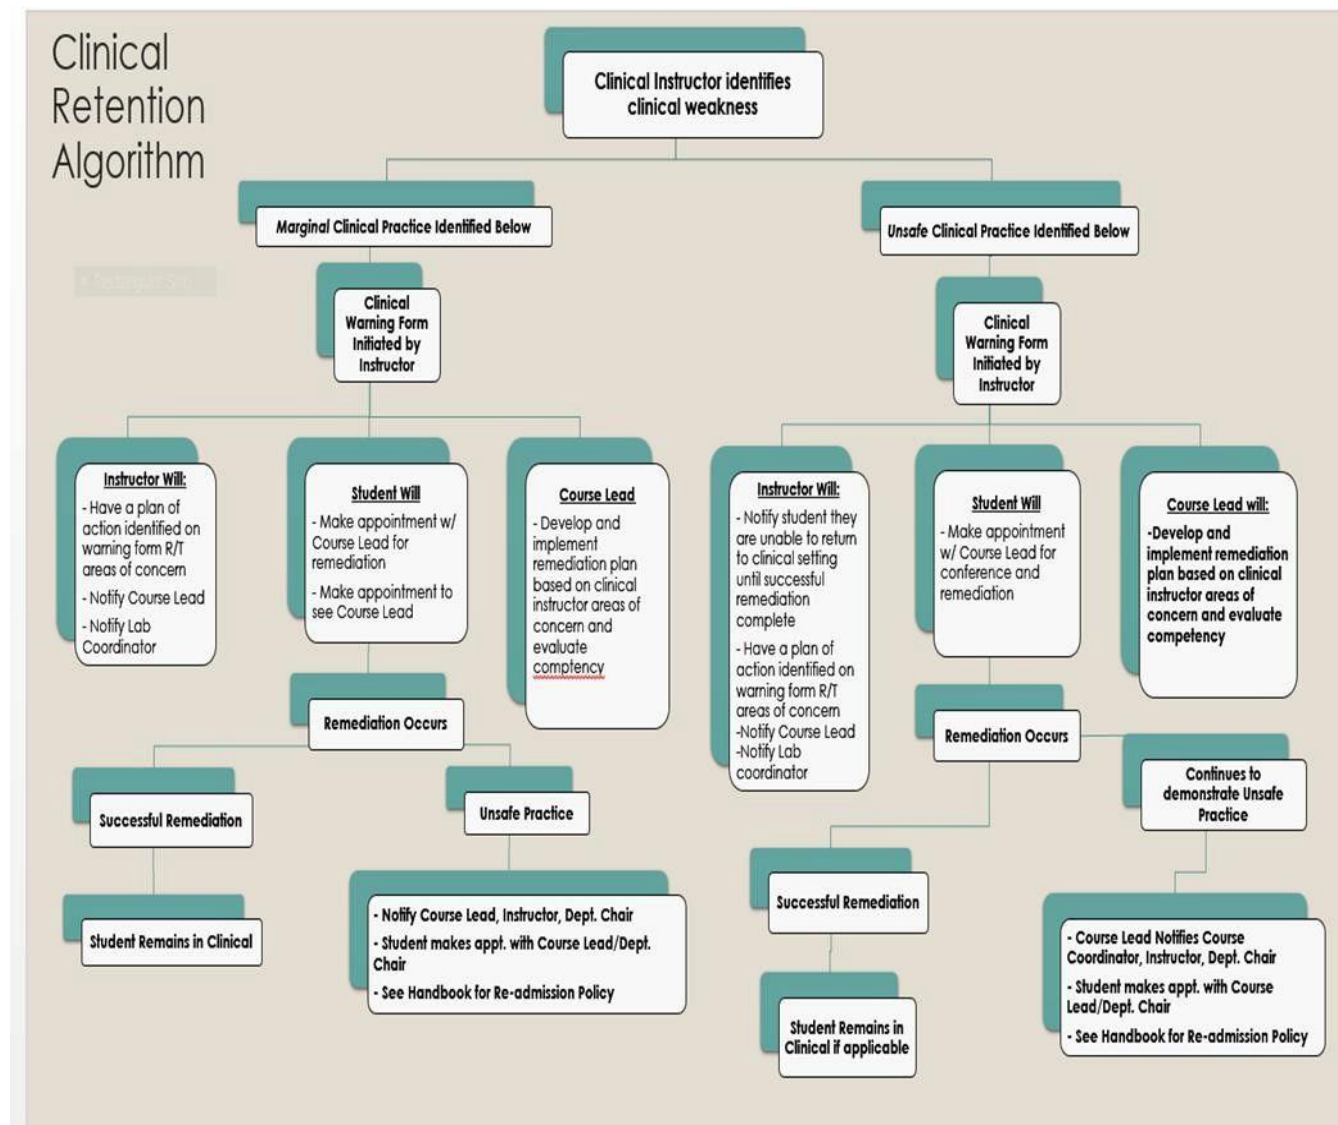 Clinical
Retention
Algorithm
Clinical Instructor identifies
clinical weakness
Marginal Clinical Practice Identified Below
Clinical
Warning Form
Initiated by
Instructor
Instructor Will:
- Have a plan of
action identified on
warning form R/T
areas of concern
- Notify Course Lead
- Notify Lab
Coordinator
Student Will
- Make appointment w/
Course Lead for
remediation
- Make appointment to
see Course Lead
Course Lead
- Develop and
implement
remediation plan
based on clinical
instructor areas of
concern and
evaluate
comptency
Remediation Occurs
Successful Remediation
Student Remains in Clinical
Unsafe Practice
- Notify Course Lead, Instructor, Dept. Chair
- Student makes appt. with Course Lead/Dept.
Chair
- See Handbook for Re-admission Policy
Unsafe Clinical Practice Identified Below
Clinical
Warning Form
Initiated by
Instructor
Instructor Will:
- Notify student they
are unable to return
to clinical setting
until successful
remediation
complete
- Have a plan of
action identified on
warning form R/T
areas of concern
-Notify Course Lead
-Notify Lab
coordinator
Student Will
- Make appointment
w/ Course Lead for
conference and
remediation
Course Lead will:
-Develop and
implement remediation
plan based on clinical
instructor areas of
concern and evaluate
competency
Remediation Occurs
Successful Remediation
Student Remains in
Clinical if applicable
Continues to
demonstrate Unsafe
Practice
- Course Lead Notifies Course
Coordinator, Instructor, Dept. Chair
- Student makes appt. with Course
Lead/Dept. Chair
- See Handbook for Re-admission Policy